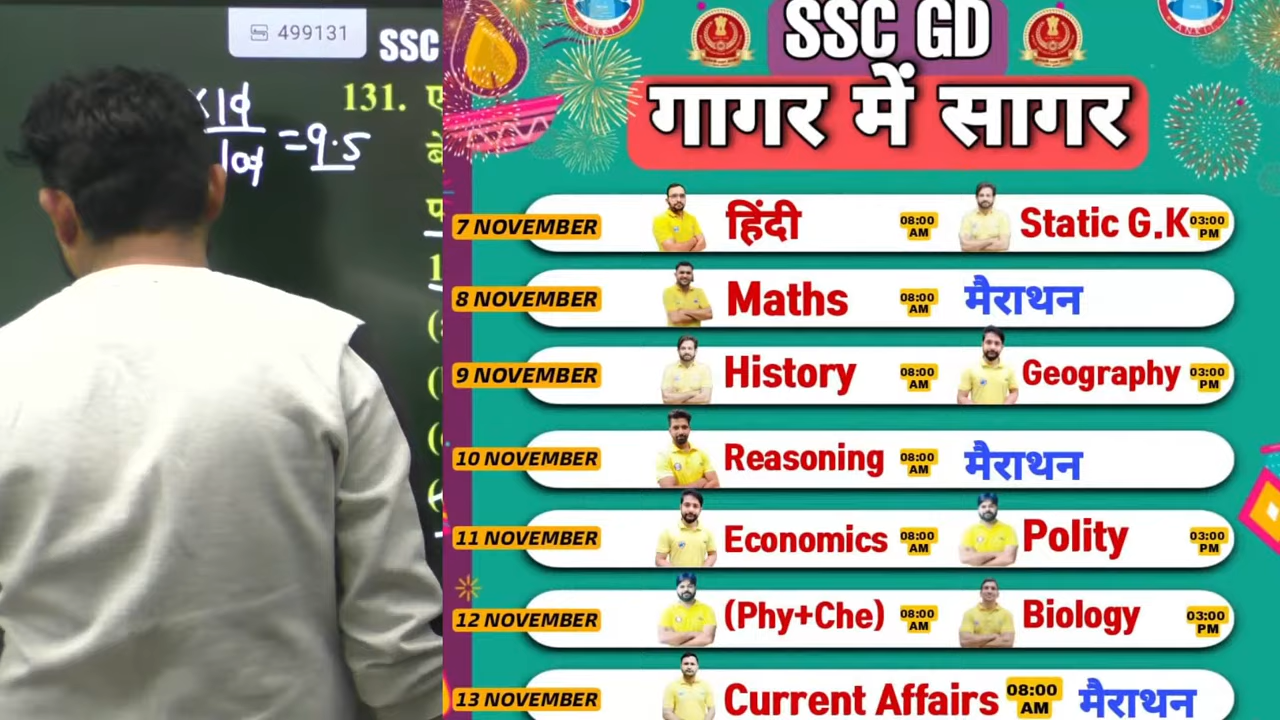 499131
SSC
131. ए
= 9.5
SSC GD
गागर में सागर
7 NOVEMBER हिंदी 08:00 AM Static G.K 03:00 PM
8 NOVEMBER Maths 08:00 AM मैराथन
9 NOVEMBER History 08:00 AM Geography 03:00 PM
10 NOVEMBER Reasoning 08:00 AM मैराथन
11 NOVEMBER Economics 08:00 AM Polity 03:00 PM
12 NOVEMBER (Phy+Che) 08:00 AM Biology 03:00 PM
13 NOVEMBER Current Affairs 08:00 AM मैराथन